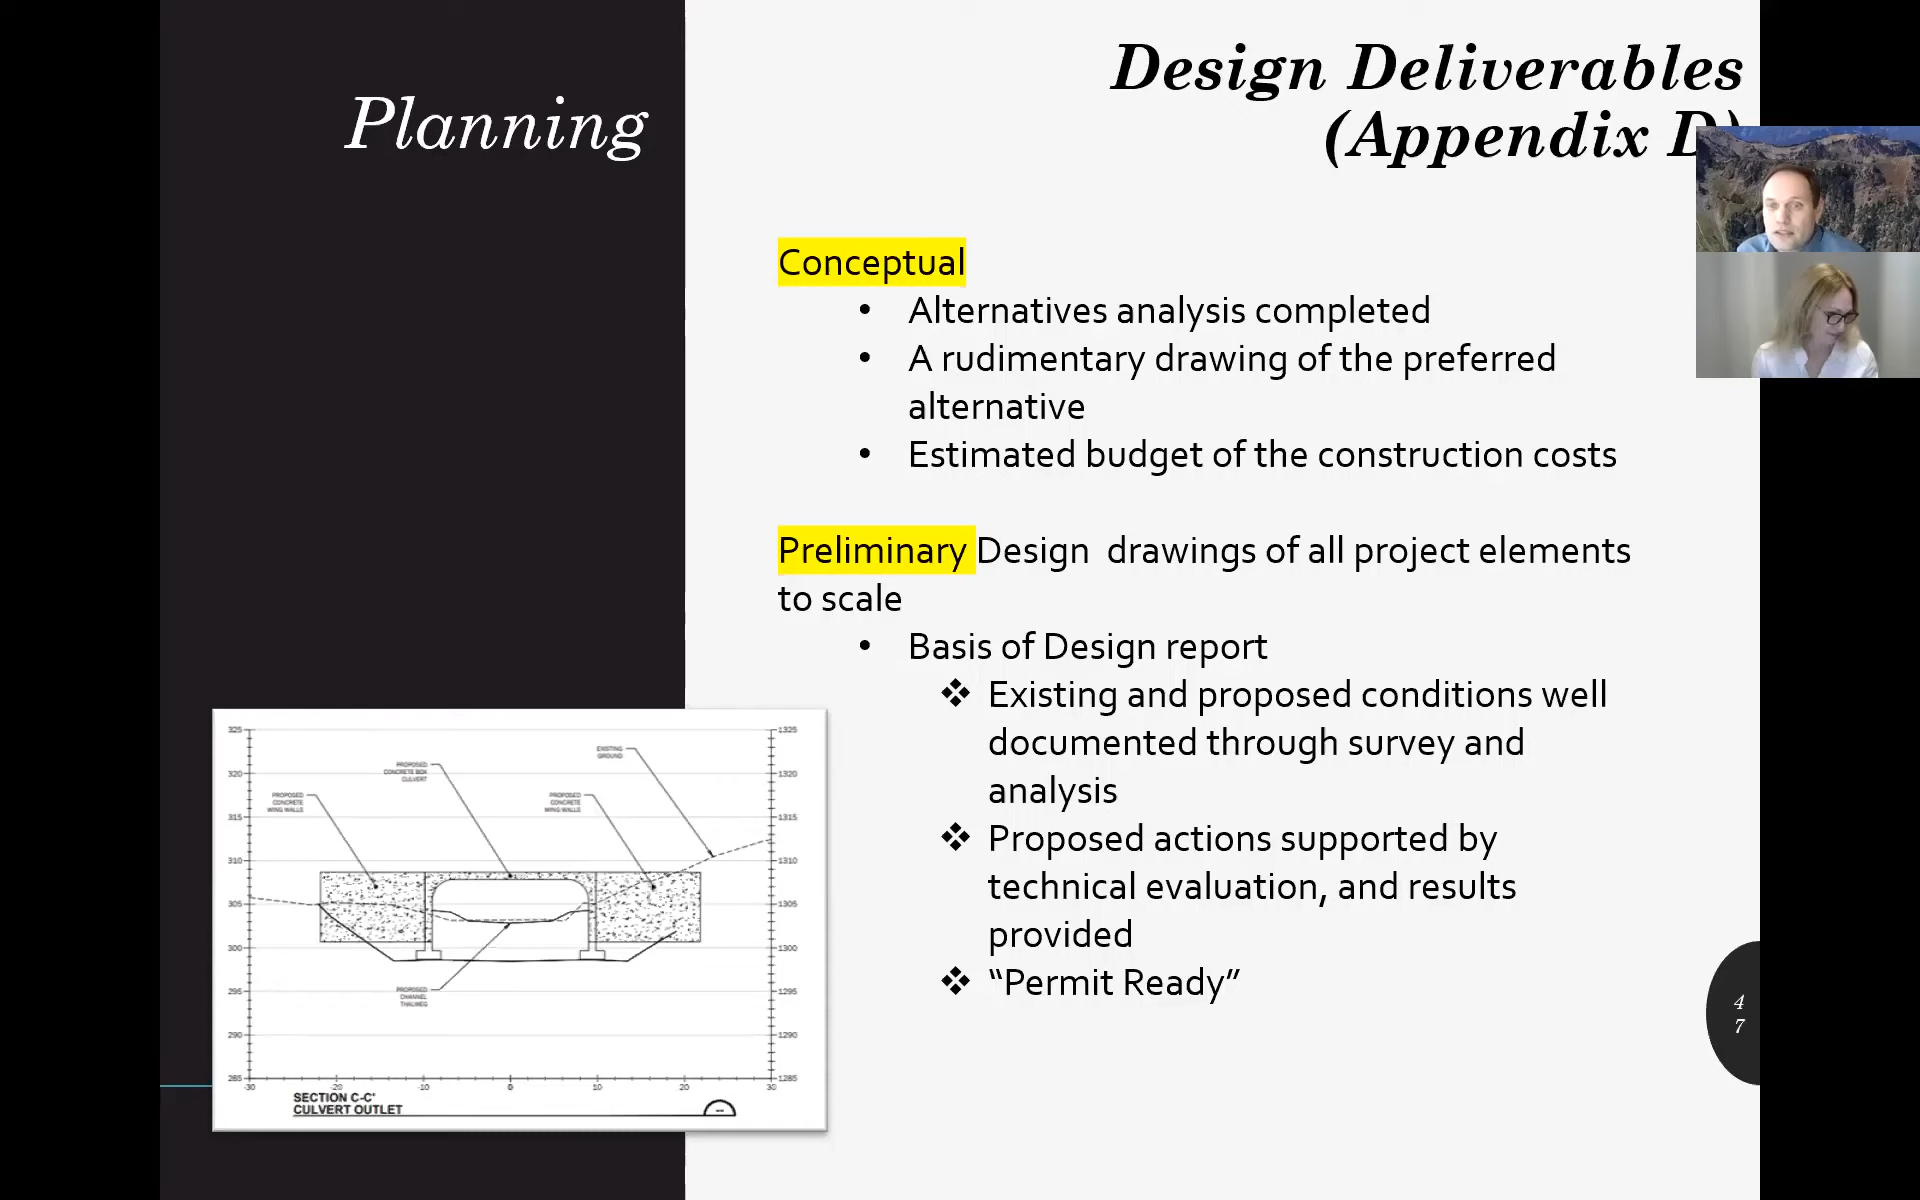 Planning
Design Deliverables
(Appendix D)
Conceptual
• Alternatives analysis completed
• A rudimentary drawing of the preferred
alternative
• Estimated budget of the construction costs
Preliminary Design drawings of all project elements
to scale
• Basis of Design report
❖ Existing and proposed conditions well
documented through survey and
analysis
❖ Proposed actions supported by
technical evaluation, and results
provided
❖ “Permit Ready”
4
7
325
320
315
310
305
300
295
290
285
1325
1320
1315
1310
1305
1300
1295
1290
1285
-30 -20 -10 0 10 20 30
EXISTING
GROUND
PROPOSED
CONCRETE BOX
CULVERT
PROPOSED
CONCRETE
WING WALLS
PROPOSED
CONCRETE
WING WALLS
PROPOSED
CHANNEL
THALWEG
SECTION C-C'
CULVERT OUTLET